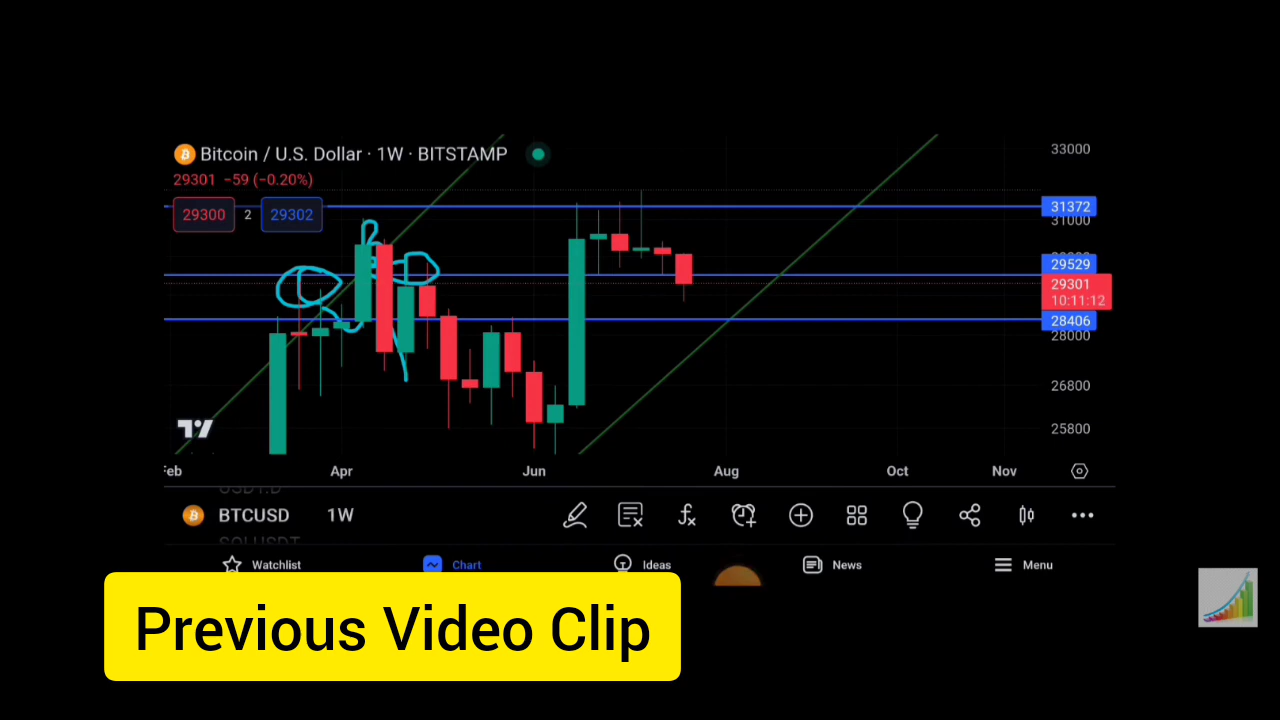 Bitcoin / U.S. Dollar · 1W · BITSTAMP
29301 −59 (−0.20%)
29300 2 29302
33000
31372
31000
29529
29301
10:11:12
28406
28000
26800
25800
Feb Apr Jun Aug Oct Nov
BTCUSD 1W
Watchlist Chart Ideas News Menu
Previous Video Clip